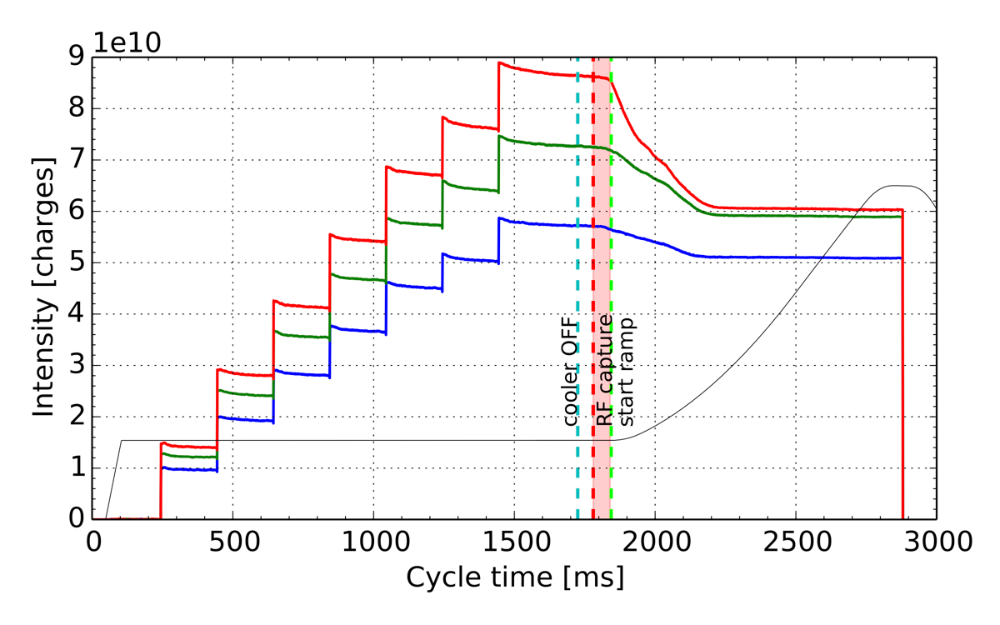 1e10
9
8
7
6
5
4
3
2
1
0
Intensity [charges]
cooler OFF
RF capture
start ramp
0 500 1000 1500 2000 2500 3000
Cycle time [ms]